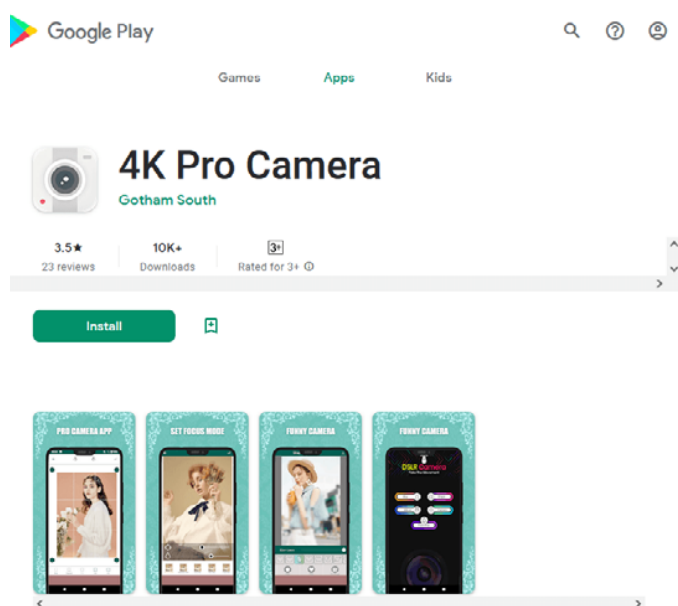 Google Play
Games Apps Kids
4K Pro Camera
Gotham South
3.5★ 10K+ 3+
23 reviews Downloads Rated for 3+
Install
PRO CAMERA APP SET FOCUS MODE FUNNY CAMERA FUNNY CAMERA
DSLR Camera